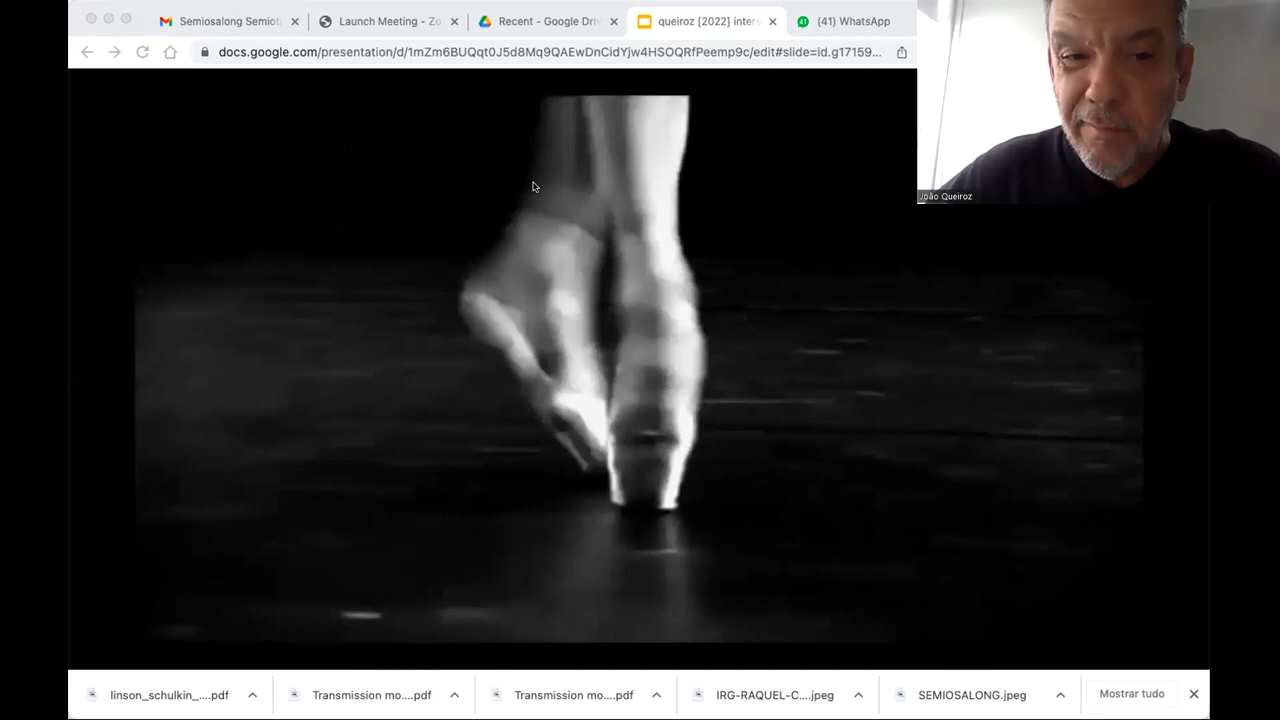 Semiosalong Semioti
Launch Meeting - Zo
Recent - Google Driv
queiroz [2022] inters
(41) WhatsApp
docs.google.com/presentation/d/1mZm6BUQqt0J5d8Mq9QAEwDnCidYjw4HSOQRfPeemp9c/edit#slide=id.g17159...
João Queiroz
linson_schulkin_....pdf
Transmission mo....pdf
Transmission mo....pdf
IRG-RAQUEL-C....jpeg
SEMIOSALONG.jpeg
Mostrar tudo